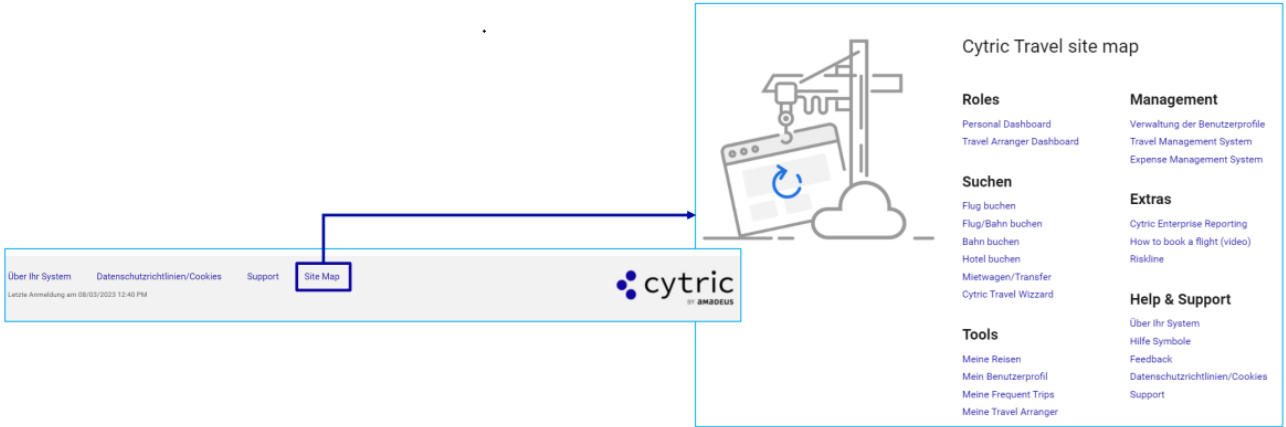 Über Ihr System Datenschutzrichtlinien/Cookies Support Site Map
Letzte Anmeldung am 08/03/2023 12:40 PM
cytric
BY amadeus
Cytric Travel site map
Roles
Personal Dashboard
Travel Arranger Dashboard
Suchen
Flug buchen
Flug/Bahn buchen
Bahn buchen
Hotel buchen
Mietwagen/Transfer
Cytric Travel Wizzard
Tools
Meine Reisen
Mein Benutzerprofil
Meine Frequent Trips
Meine Travel Arranger
Management
Verwaltung der Benutzerprofile
Travel Management System
Expense Management System
Extras
Cytric Enterprise Reporting
How to book a flight (video)
Riskline
Help & Support
Über Ihr System
Hilfe Symbole
Feedback
Datenschutzrichtlinien/Cookies
Support